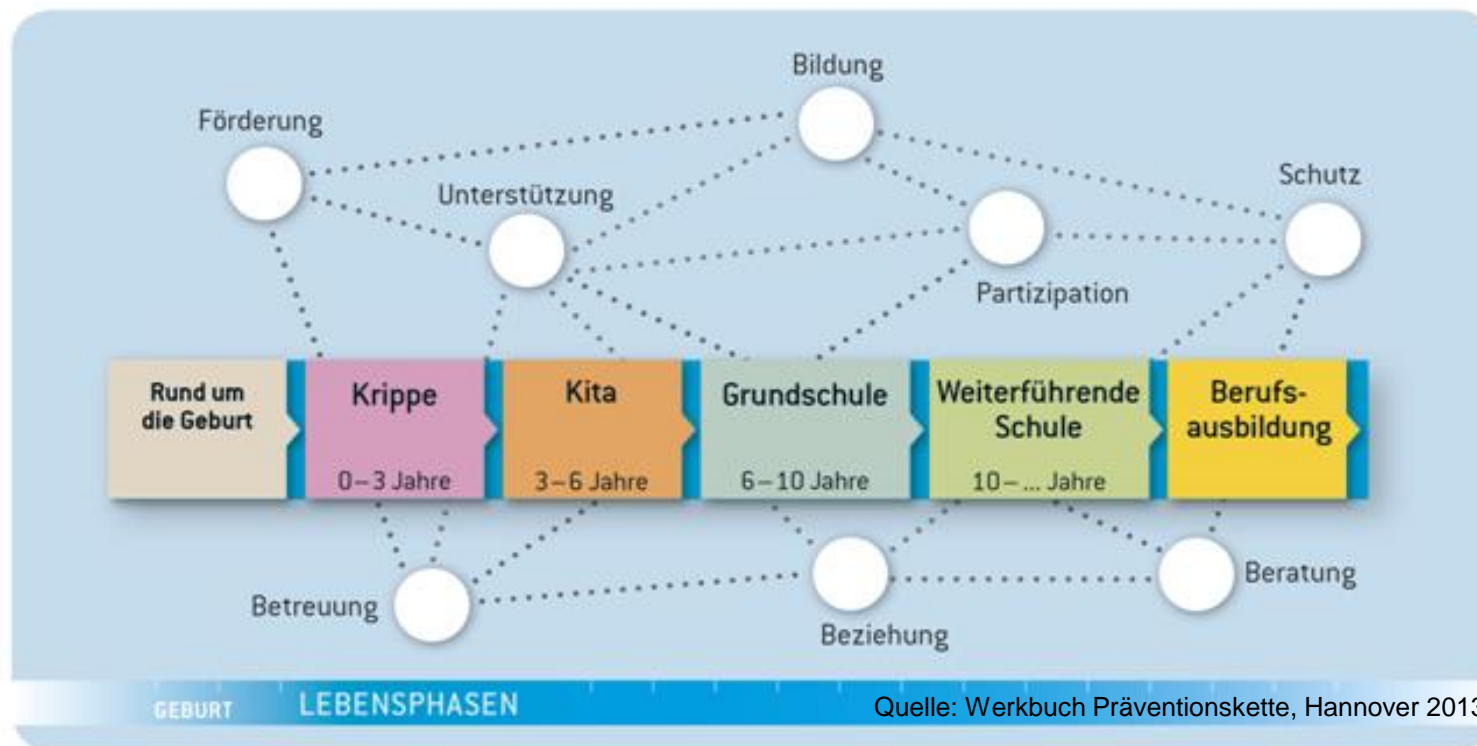 Bildung
Förderung
Schutz
Unterstützung
Partizipation
Rund um
die Geburt
Krippe
0–3 Jahre
Kita
3–6 Jahre
Grundschule
6–10 Jahre
Weiterführende
Schule
10– ... Jahre
Berufs-
ausbildung
Betreuung
Beziehung
Beratung
GEBURT
LEBENSPHASEN
Quelle: Werkbuch Präventionskette, Hannover 2013